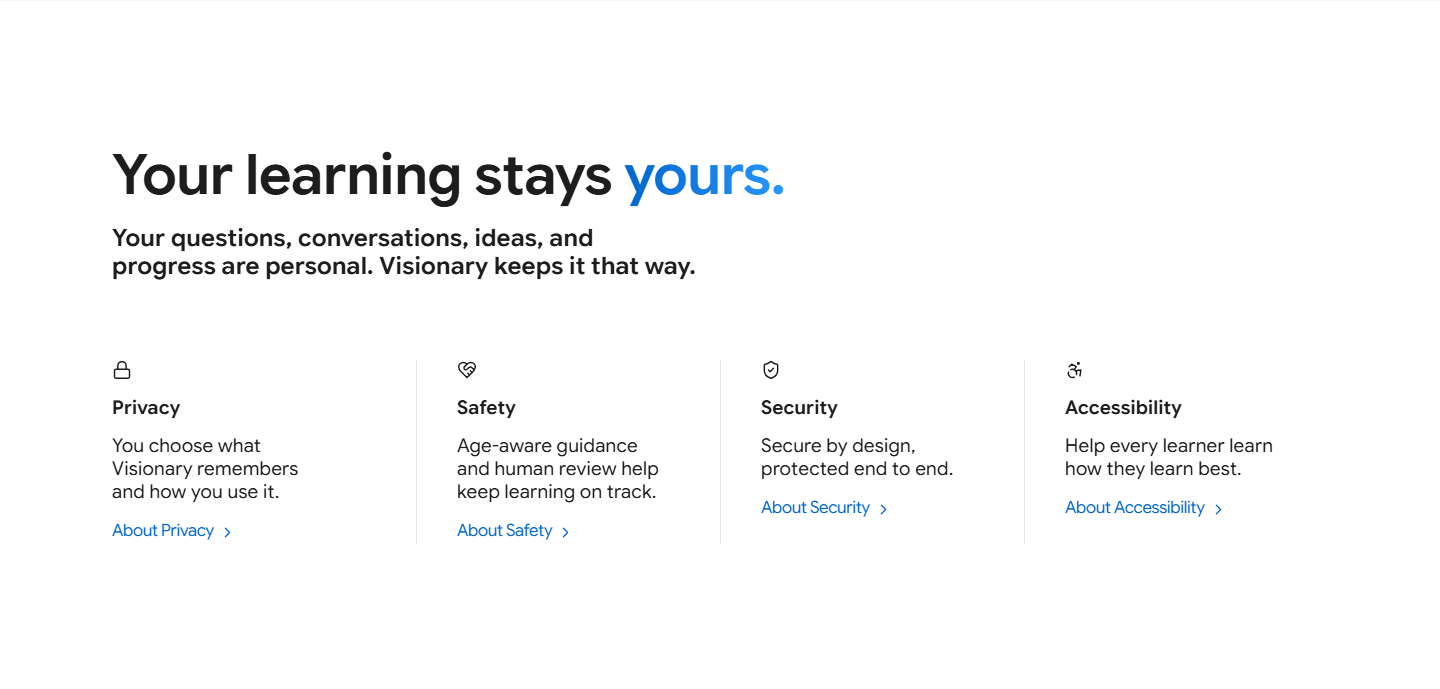 Your learning stays yours.
Your questions, conversations, ideas, and
progress are personal. Visionary keeps it that way.
Privacy
You choose what
Visionary remembers
and how you use it.
About Privacy
Safety
Age-aware guidance
and human review help
keep learning on track.
About Safety
Security
Secure by design,
protected end to end.
About Security
Accessibility
Help every learner learn
how they learn best.
About Accessibility